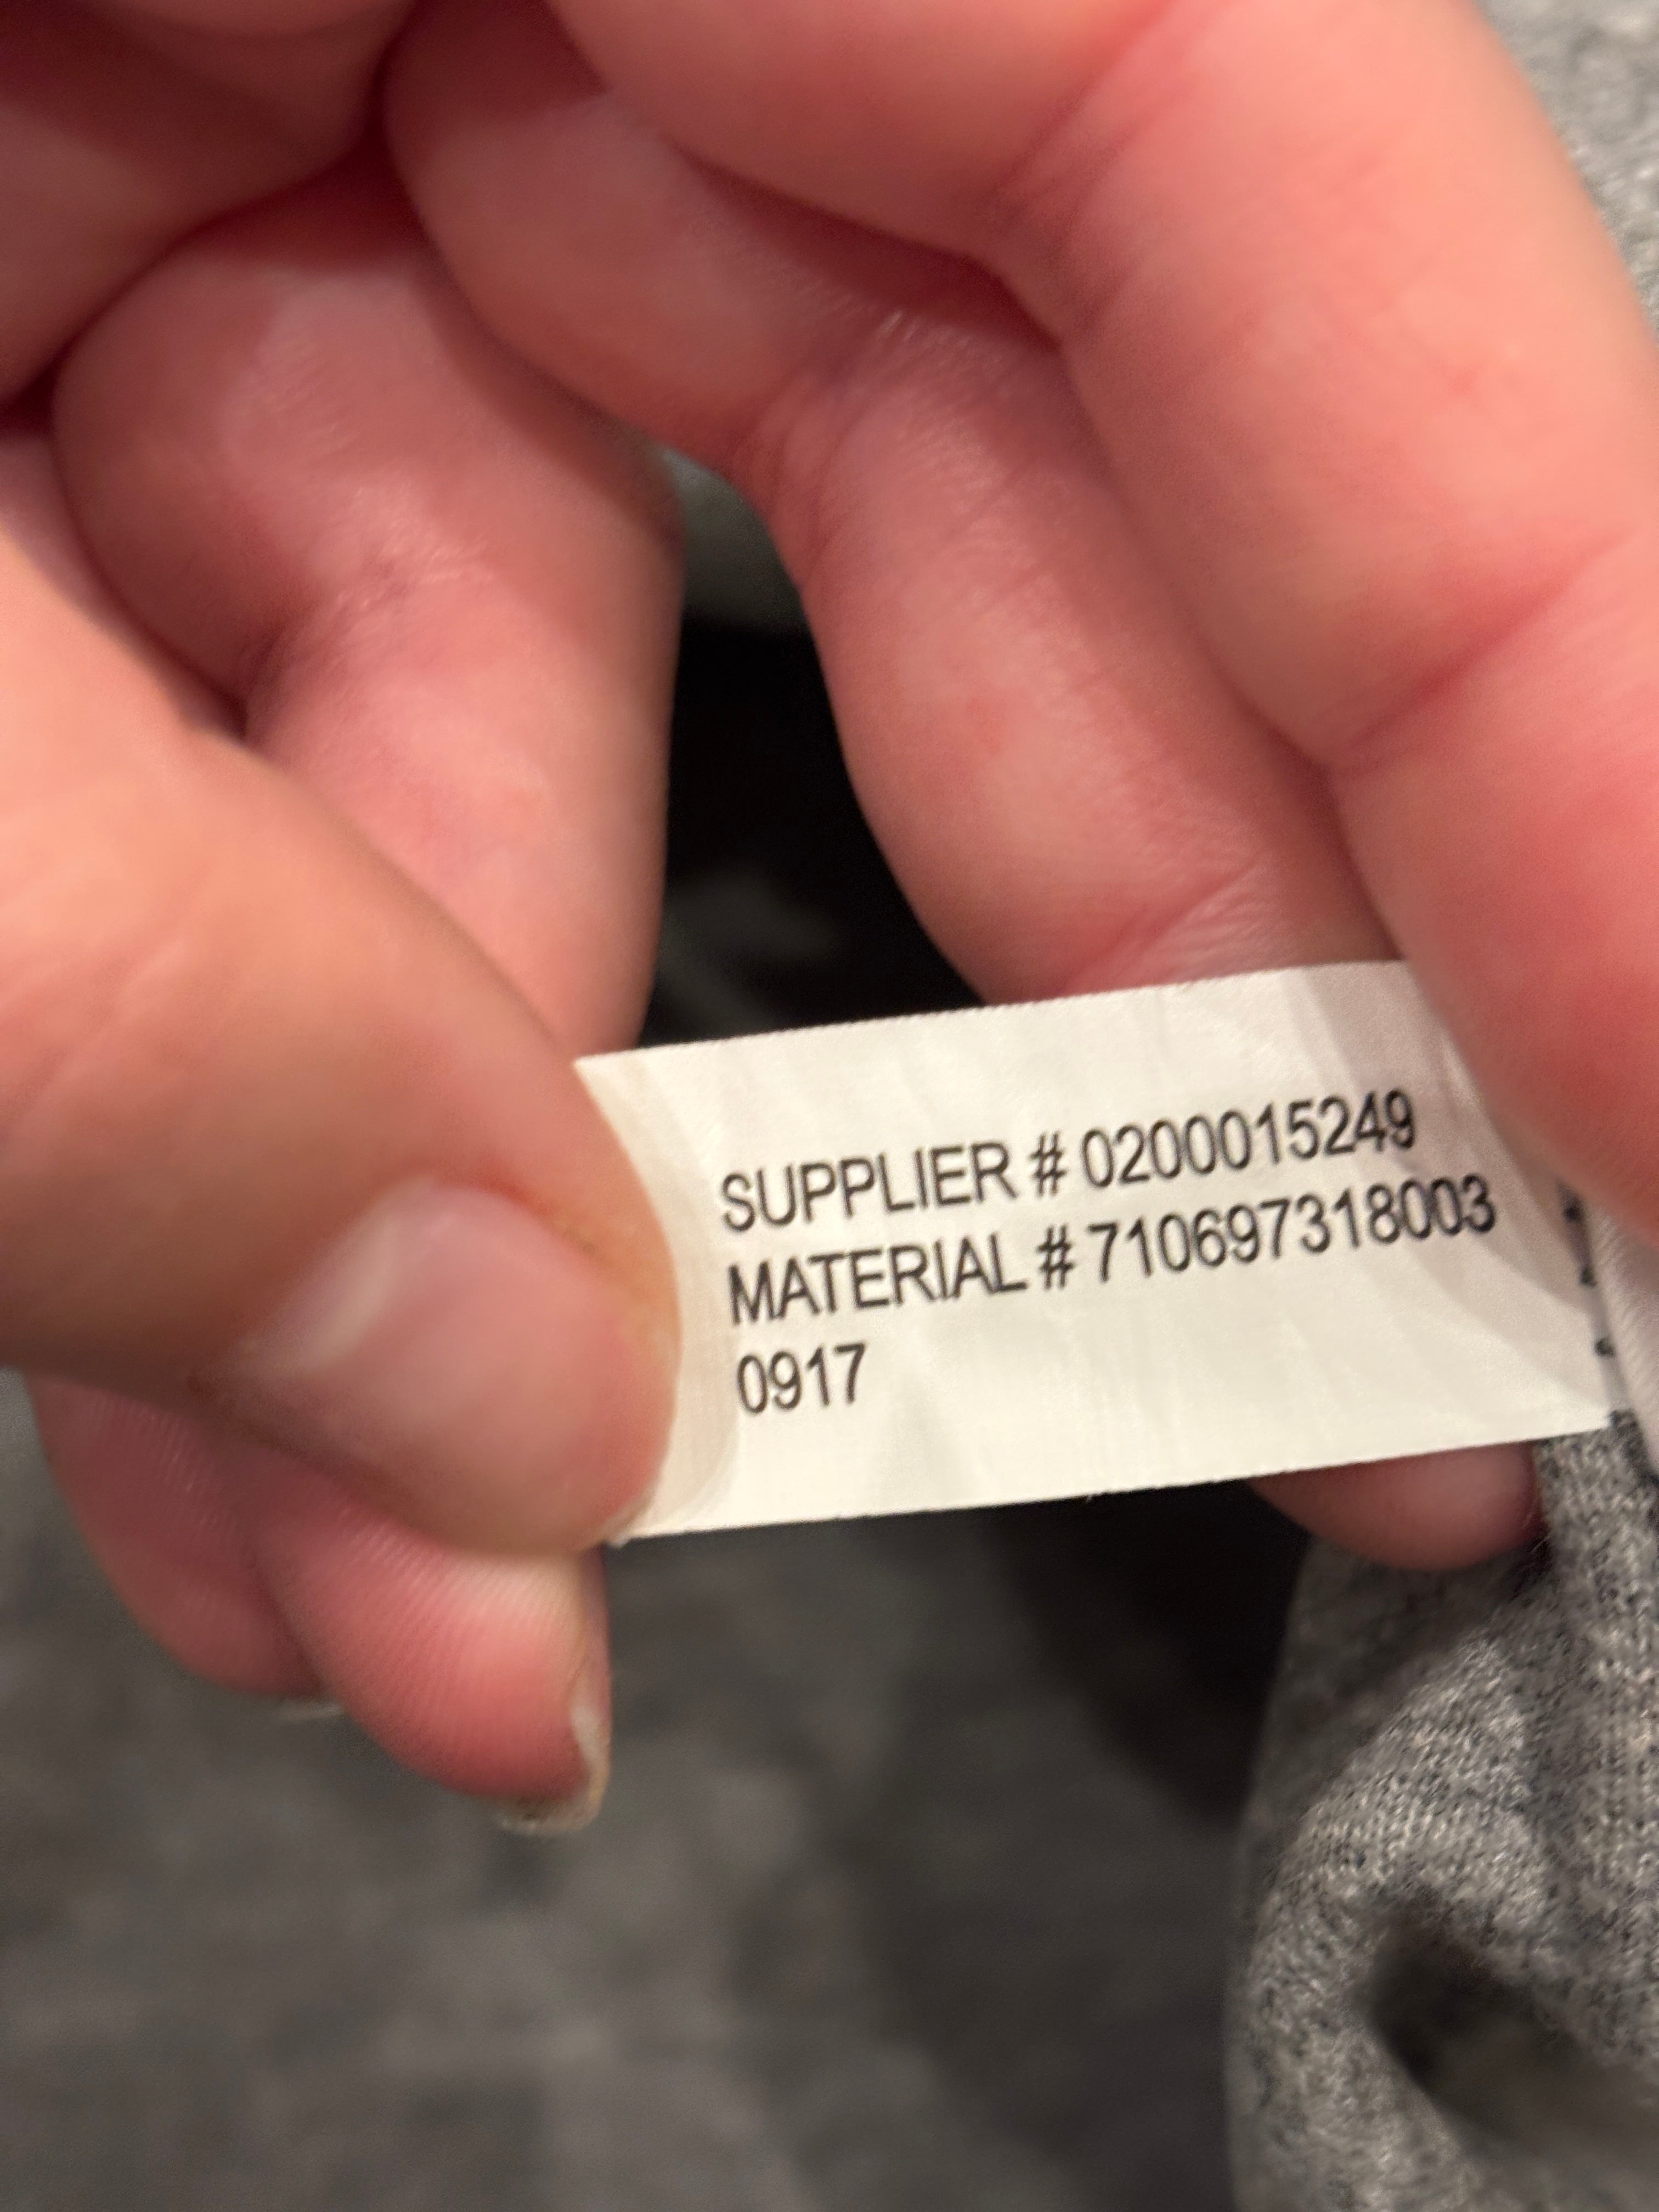 SUPPLIER # 0200015249
MATERIAL # 710697318003
0917